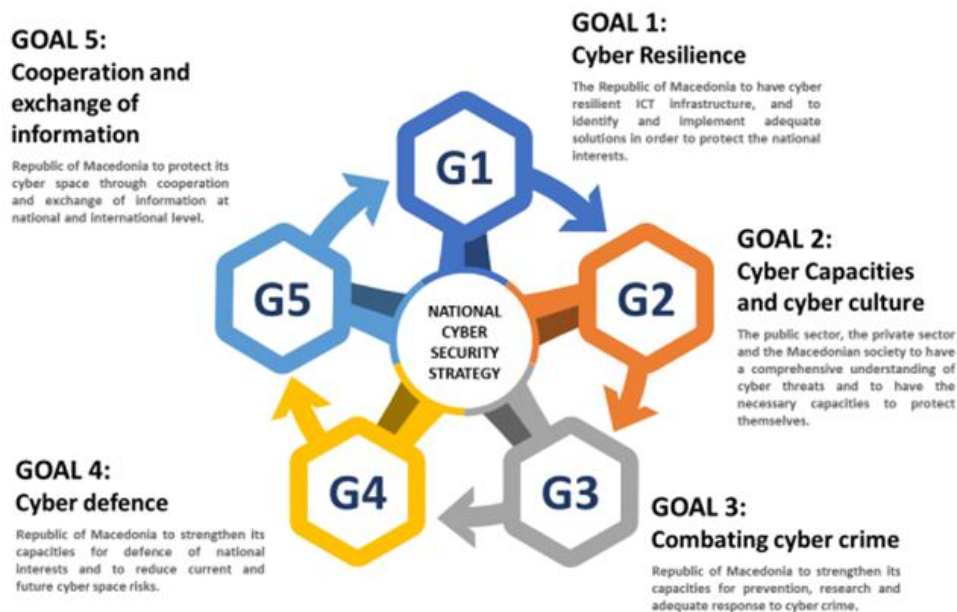 GOAL 1:
Cyber Resilience
The Republic of Macedonia to have cyber
resilient ICT infrastructure, and to
identify and implement adequate
solutions in order to protect the national
interests.
GOAL 2:
Cyber Capacities
and cyber culture
The public sector, the private sector
and the Macedonian society to have
a comprehensive understanding of
cyber threats and to have the
necessary capacities to protect
themselves.
GOAL 3:
Combating cyber crime
Republic of Macedonia to strengthen its
capacities for prevention, research and
adequate response to cyber crime.
GOAL 4:
Cyber defence
Republic of Macedonia to strengthen its
capacities for defence of national
interests and to reduce current and
future cyber space risks.
GOAL 5:
Cooperation and
exchange of
information
Republic of Macedonia to protect its
cyber space through cooperation
and exchange of information at
national and international level.
G1
G2
G3
G4
G5
NATIONAL
CYBER
SECURITY
STRATEGY